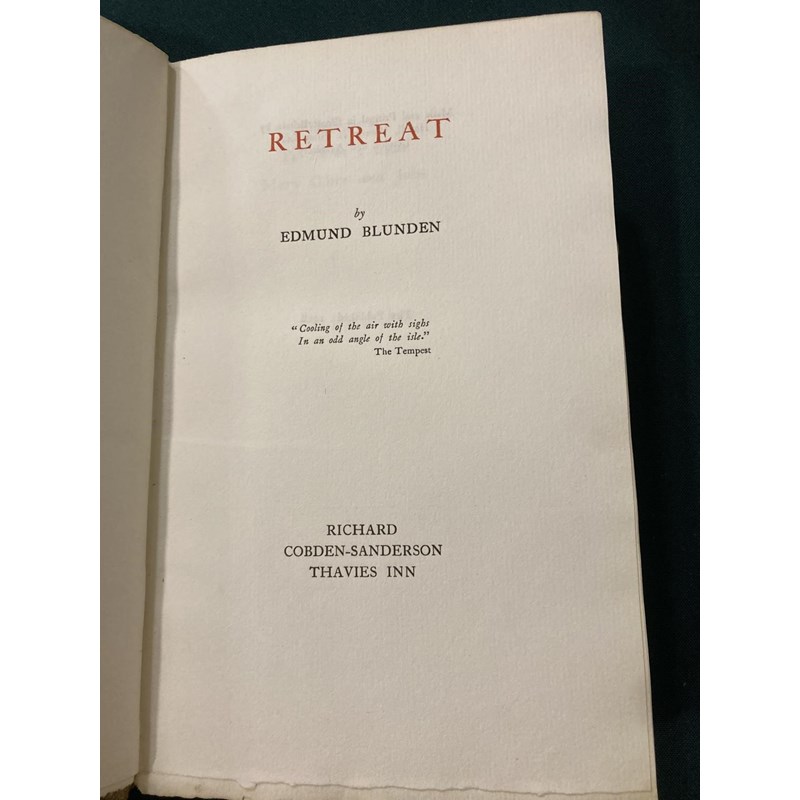 RETREAT
by
EDMUND BLUNDEN
"Cooling of the air with sighs
In an odd angle of the isle."
The Tempest
RICHARD
COBDEN-SANDERSON
THAVIES INN